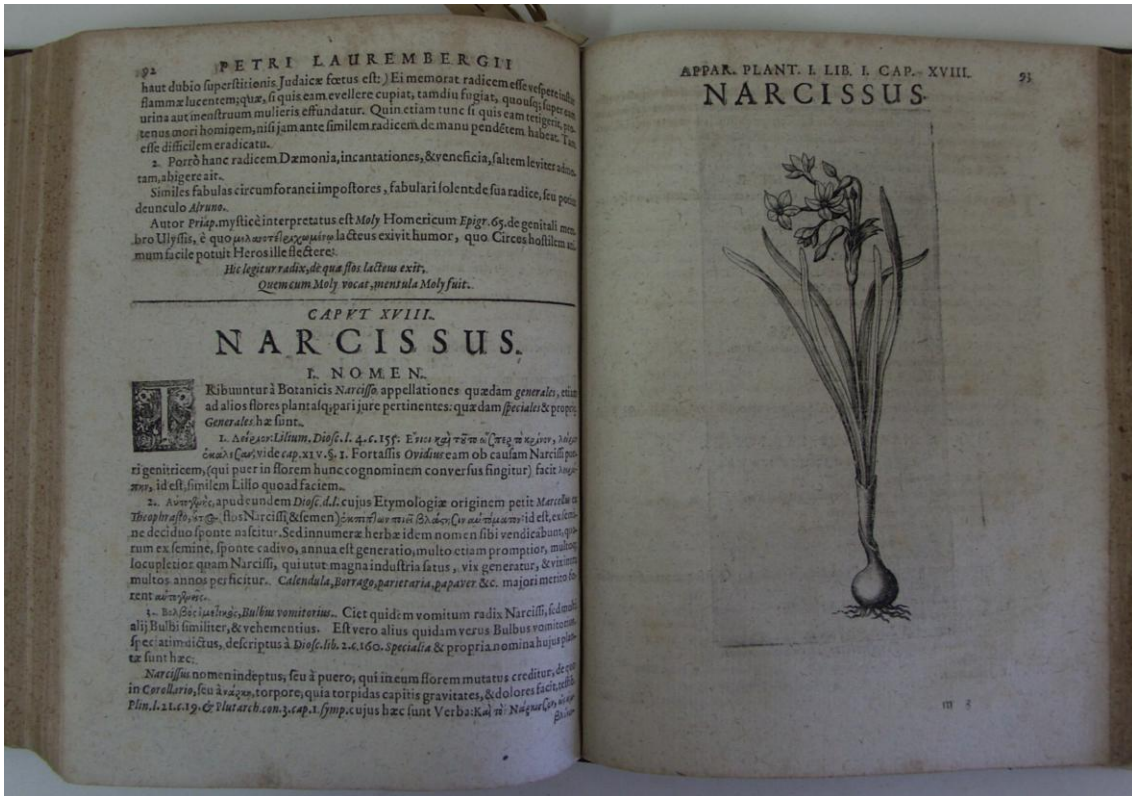 92 PETRI LAUREMBERGII
haut dubio superſtitionis Judaicæ fœtus eſt:) Ei memorat radicem eſſe veſpere inſtar
flammæ lucentem; quæ, ſi quis eam evellere cupiat, tamdiu fugiat, quouſq; ſuper eam
urina aut menſtruum mulieris effundatur. Quin etiam tunc ſi quis eam tetigerit, pro-
tenus mori hominem, niſi jam ante ſimilem radicem de manu pendētem habeat. Tam
eſſe difficilem eradicatu.
2. Porrò hanc radicem Dæmonia, incantationes, & veneficia, ſaltem leviter admo-
tam, abigere ait.
Similes fabulas circumforanei impoſtores, fabulari ſolent de ſua radice, ſeu potius
deunculo Alruno.
Autor Priap. myſticè interpretatus eſt Moly Homericum Epigr. 65. de genitali mem-
bro Ulyſſis, è quo lacteus exivit humor, quo Circes hoſtilem ani-
mum facile potuit Heros ille flectere:
Hic legitur radix, de quæ flos lacteus exit,
Quem cum Moly vocat, mentula Moly fuit.
CAPVT XVIII.
NARCISSUS.
I. NOMEN.
TRibuuntur à Botanicis Narciſſo appellationes quædam generales, etiam
ad alios flores plantaſq; pari jure pertinentes: quædam ſpeciales & propriæ
Generales hæ ſunt.
1. Λείριον: Lilium. Dioſc. l. 4. c. 155:
vide cap. XIV. §. 1. Fortaſſis Ovidius eam ob cauſam Narciſſi pue-
ri genitricem, (qui puer in florem hunc cognominem converſus fingitur) facit
id eſt, ſimilem Lilio quoad faciem.
2. apud eundem Dioſc. d. l. cujus Etymologiæ originem petit Marcellus ex
Theophraſto, (flos Narciſſi, & ſemen) id eſt, ex ſemi-
ne deciduo ſponte naſcitur. Sed innumeræ herbæ idem nomen ſibi vendicabunt, quo-
rum ex ſemine, ſponte cadivo, annua eſt generatio, multo etiam promptior, multoq;
locupletior quam Narciſſi, qui utut magna induſtria ſatus, vix generatur, & vix intra
multos annos perficitur. Calendula, Borrago, parietaria, papaver &c. majori merito fo-
rent
3. Bulbus vomitorius. Ciet quidem vomitum radix Narciſſi, ſed multi
alij Bulbi ſimiliter, & vehementius. Eſt vero alius quidam verus Bulbus vomitorius,
ſpeciatim dictus, deſcriptus à Dioſc. lib. 2. c. 160. Specialia & propria nomina hujus plan-
tæ ſunt hæc:
Narciſſus nomen indeptus, ſeu à puero, qui in eum florem mutatus creditur, de quo
in Corollario, ſeu à torpore, quia torpidas capitis gravitates, & dolores facit,
Plin. l. 21. c. 19. & Plutarch. con. 3. cap. 1. ſymp. cujus hæc ſunt Verba:
APPAR. PLANT. I. LIB. I. CAP. XVIII. 93
NARCISSUS.
m 3